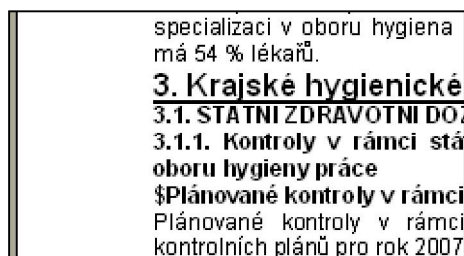 specializaci v oboru hygiena
má 54 % lékařů.
3. Krajské hygienické
3.1. STÁTNÍ ZDRAVOTNÍ DOZ
3.1.1. Kontroly v rámci stá
oboru hygieny práce
$Plánované kontroly v rámci
Plánované kontroly v rámci
kontrolních plánů pro rok 2007